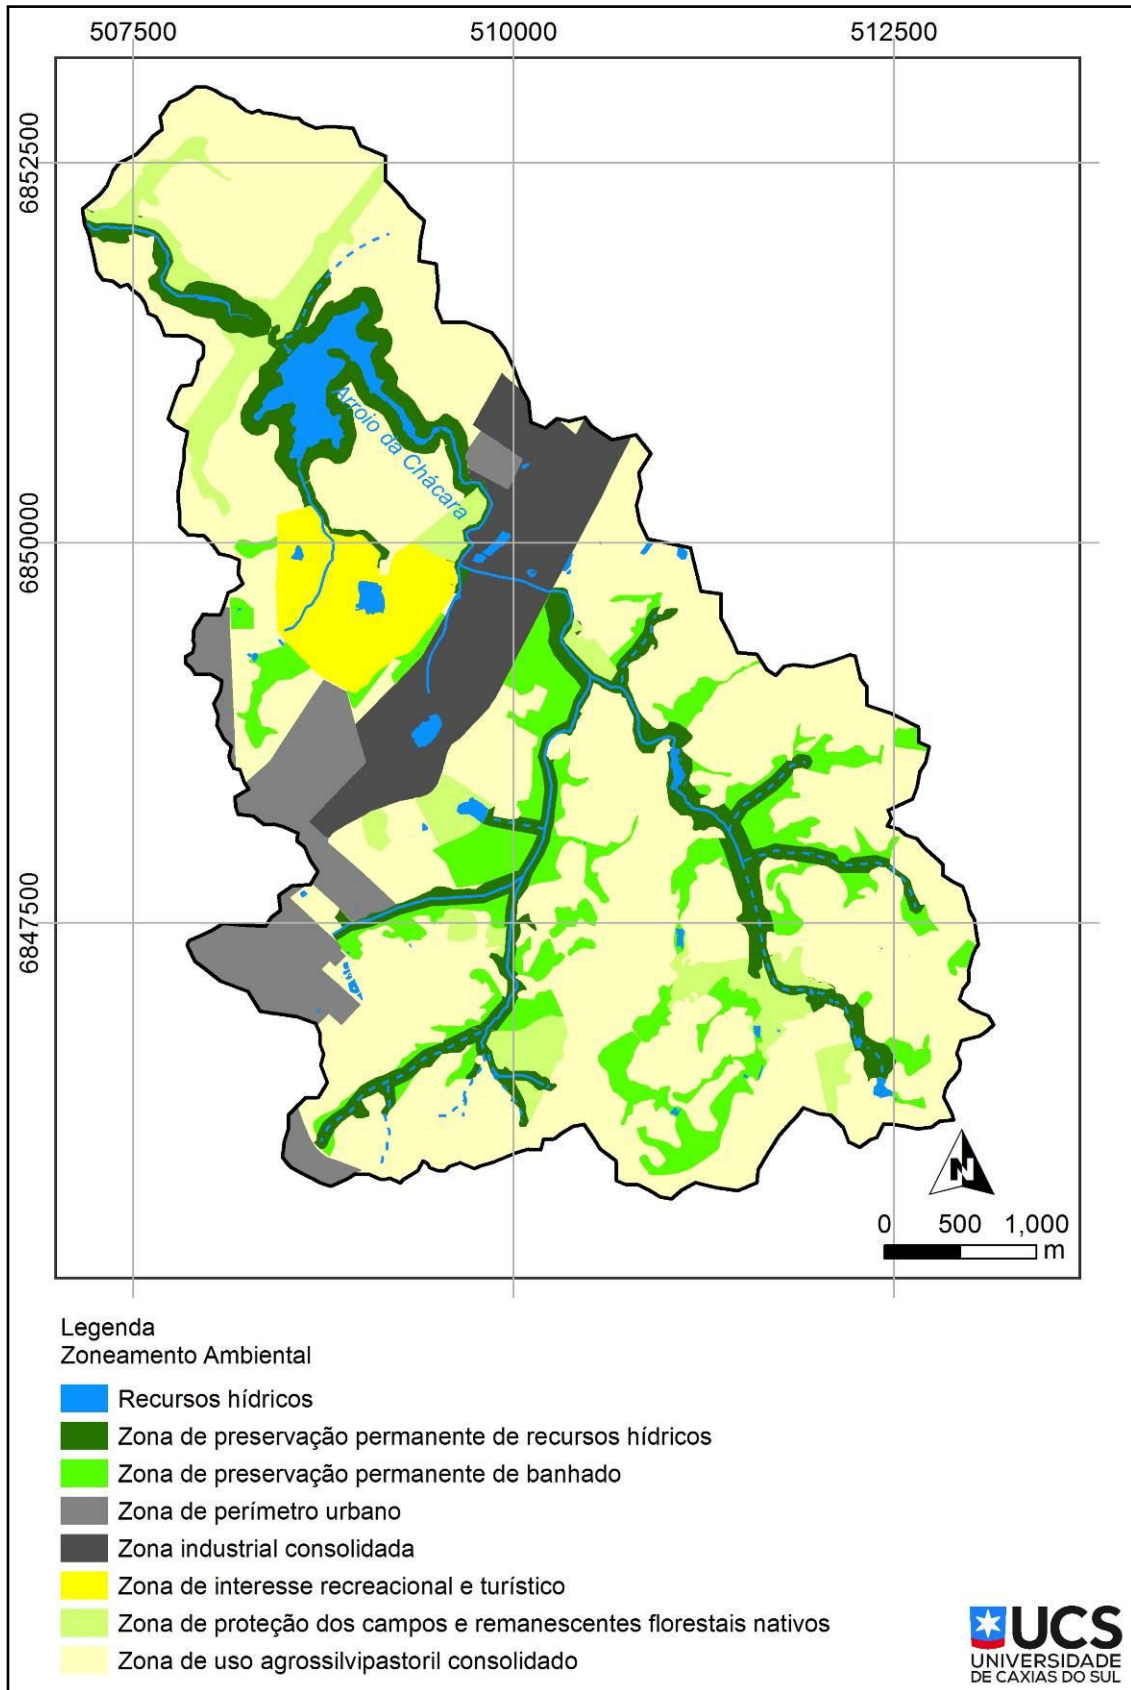 507500 510000 512500
6852500
Arroio da Chácara
6850000
6847500
N
0 500 1,000
m
Legenda
Zoneamento Ambiental
Recursos hídricos
Zona de preservação permanente de recursos hídricos
Zona de preservação permanente de banhado
Zona de perímetro urbano
Zona industrial consolidada
Zona de interesse recreacional e turístico
Zona de proteção dos campos e remanescentes florestais nativos
Zona de uso agrossilvipastoril consolidado
UCS
UNIVERSIDADE
DE CAXIAS DO SUL